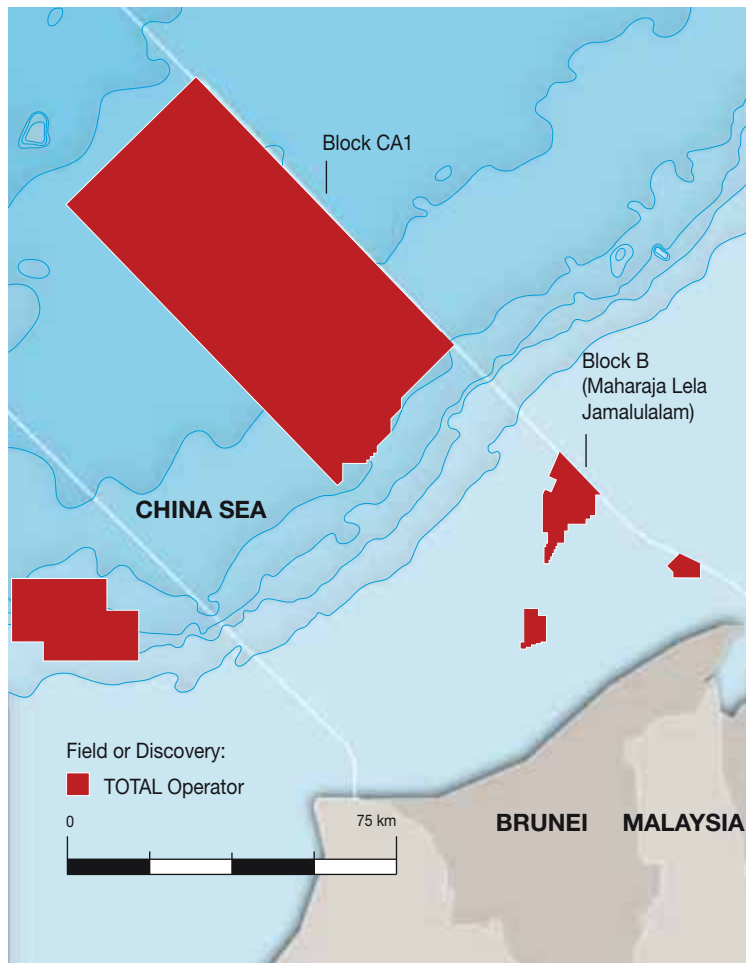 Block CA1
Block B
(Maharaja Lela
Jamalulalam)
CHINA SEA
Field or Discovery:
TOTAL Operator
0
75 km
BRUNEI
MALAYSIA